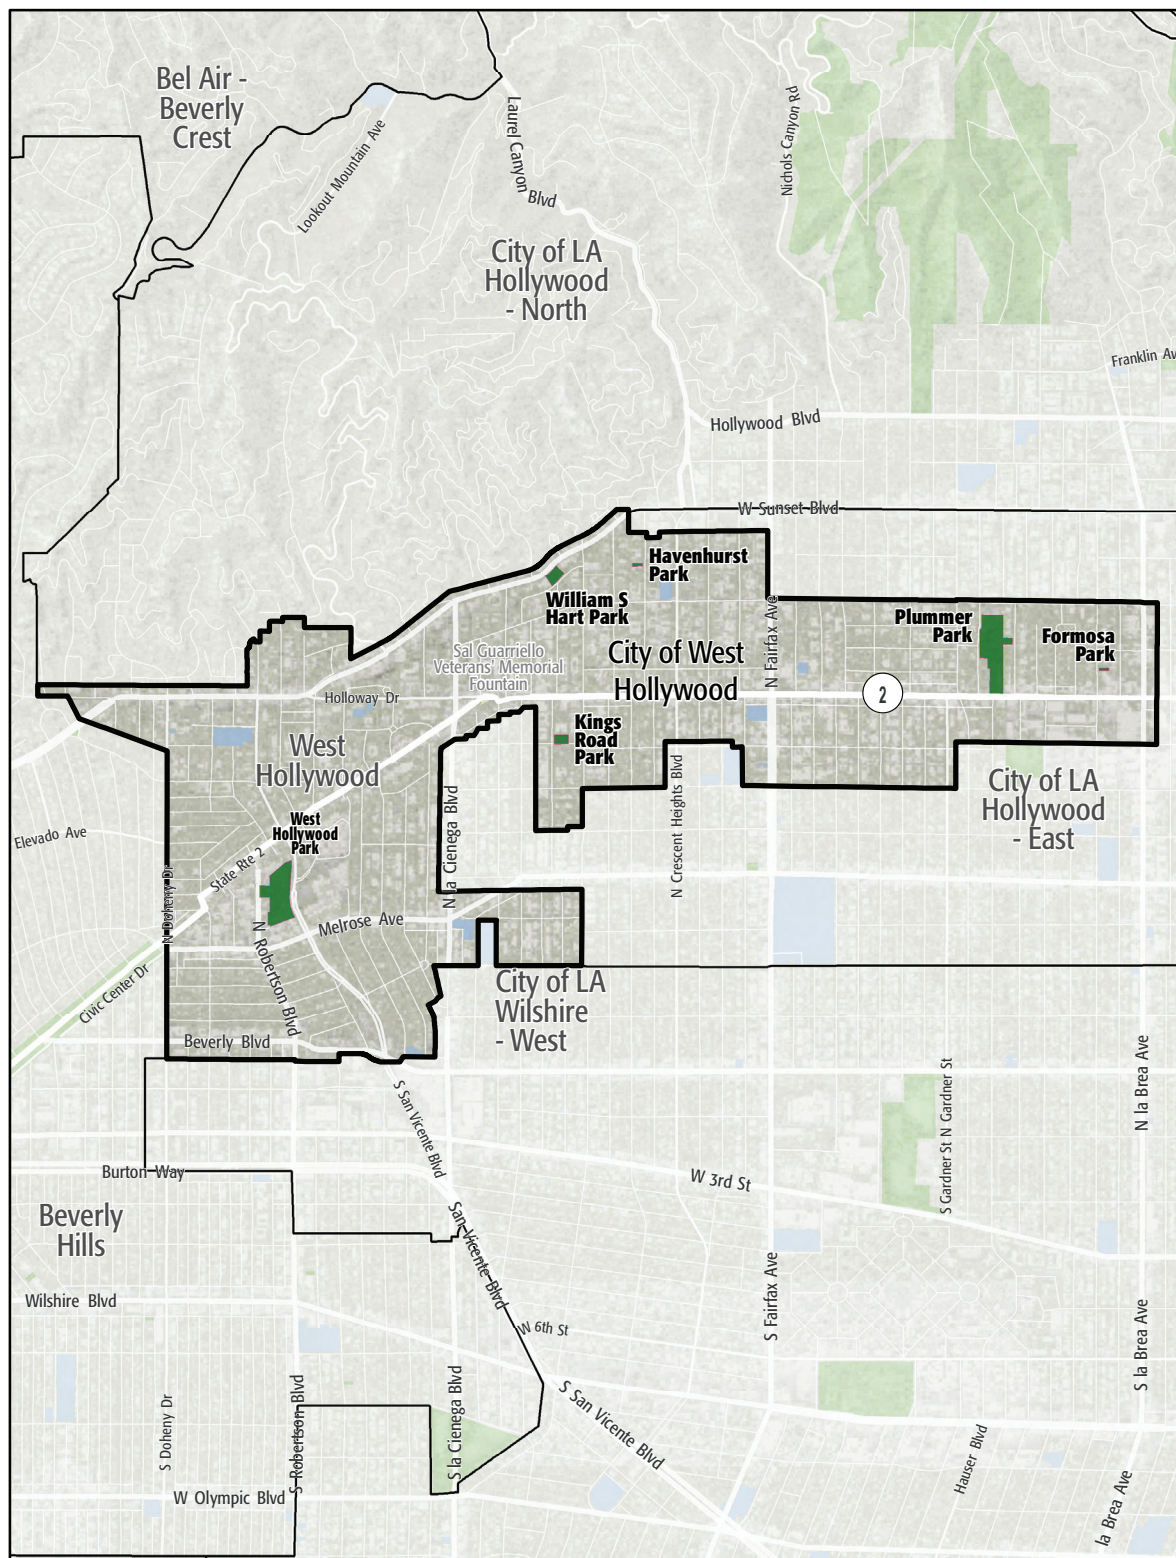 Bel Air -
Beverly
Crest
Lookout Mountain Ave
Laurel Canyon
Blvd
Nichols Canyon Rd
City of LA
Hollywood
- North
Franklin Av
Hollywood Blvd
W Sunset Blvd
Havenhurst
Park
William S
Hart Park
N Fairfax Ave
Plummer
Park
Formosa
Park
Sal Guarriello
Veterans' Memorial
Fountain
City of West
Hollywood
Holloway Dr
2
West
Hollywood
Kings
Road
Park
N Crescent Heights Blvd
City of LA
Hollywood
- East
West
Hollywood
Park
N la Cienega Blvd
Elevado Ave
State Rte 2
N Doheny Dr
Melrose Ave
N Robertson Blvd
Civic Center Dr
City of LA
Wilshire
- West
Beverly Blvd
S San Vicente Blvd
N la Brea Ave
S Gardner St N Gardner St
Burton Way
W 3rd St
Beverly
Hills
San Vicente Blvd
S Fairfax Ave
Wilshire Blvd
W 6th St
S la Brea Ave
S Doheny Dr
S Robertson Blvd
S la Cienega Blvd
S San Vicente Blvd
Hauser Blvd
la Brea Ave
W Olympic Blvd